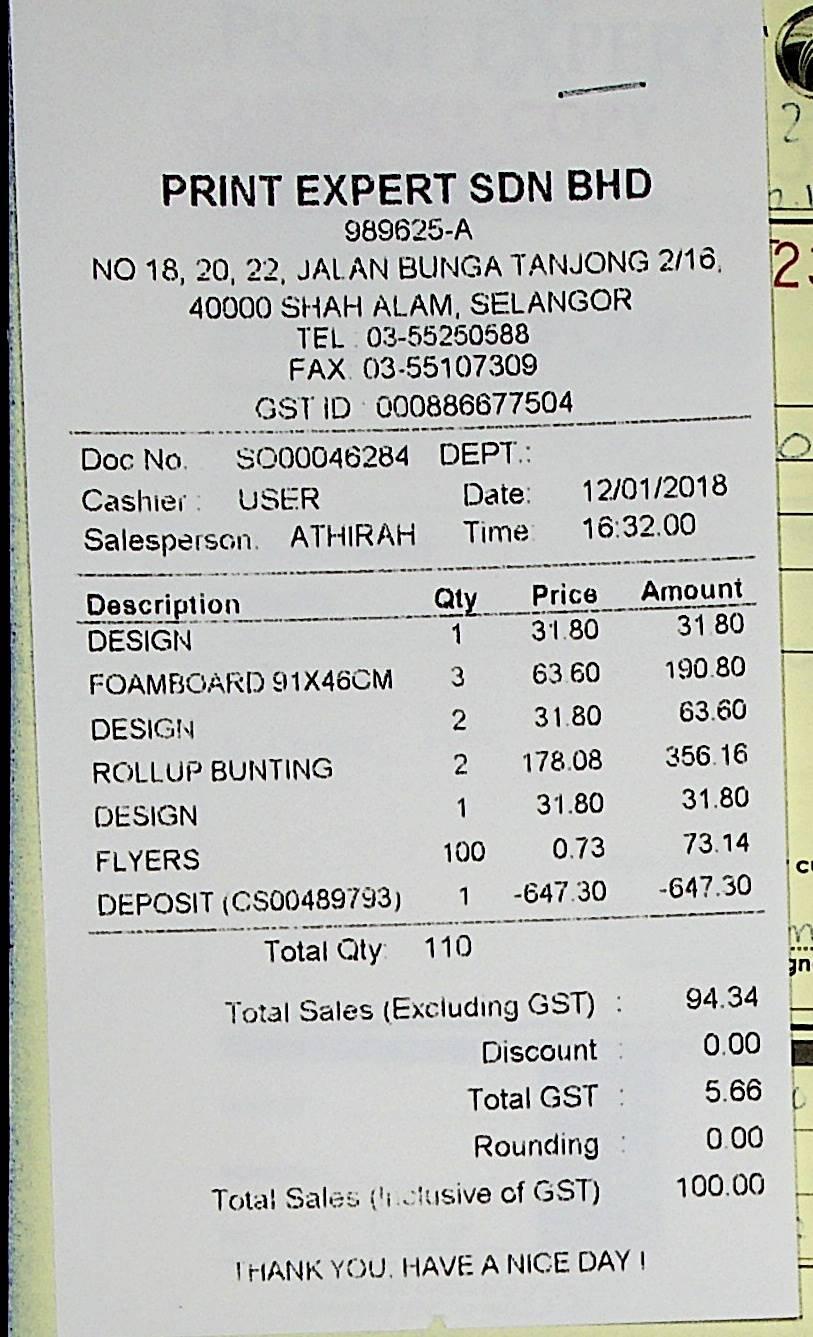 PRINT EXPERT SDN BHD
989625-A
NO 18, 20, 22, JALAN BUNGA TANJONG 2/16,
40000 SHAH ALAM, SELANGOR
TEL : 03-55250588
FAX. 03-55107309
GST ID : 000886677504
Doc No. SO00046284 DEPT.:
Cashier : USER Date: 12/01/2018
Salesperson. ATHIRAH Time: 16:32.00
Description Qty Price Amount
DESIGN 1 31.80 31.80
FOAMBOARD 91X46CM 3 63.60 190.80
DESIGN 2 31.80 63.60
ROLLUP BUNTING 2 178.08 356.16
DESIGN 1 31.80 31.80
FLYERS 100 0.73 73.14
DEPOSIT (CS00489793) 1 -647.30 -647.30
Total Qty: 110
Total Sales (Excluding GST) : 94.34
Discount : 0.00
Total GST : 5.66
Rounding : 0.00
Total Sales (Inclusive of GST) 100.00
THANK YOU. HAVE A NICE DAY !